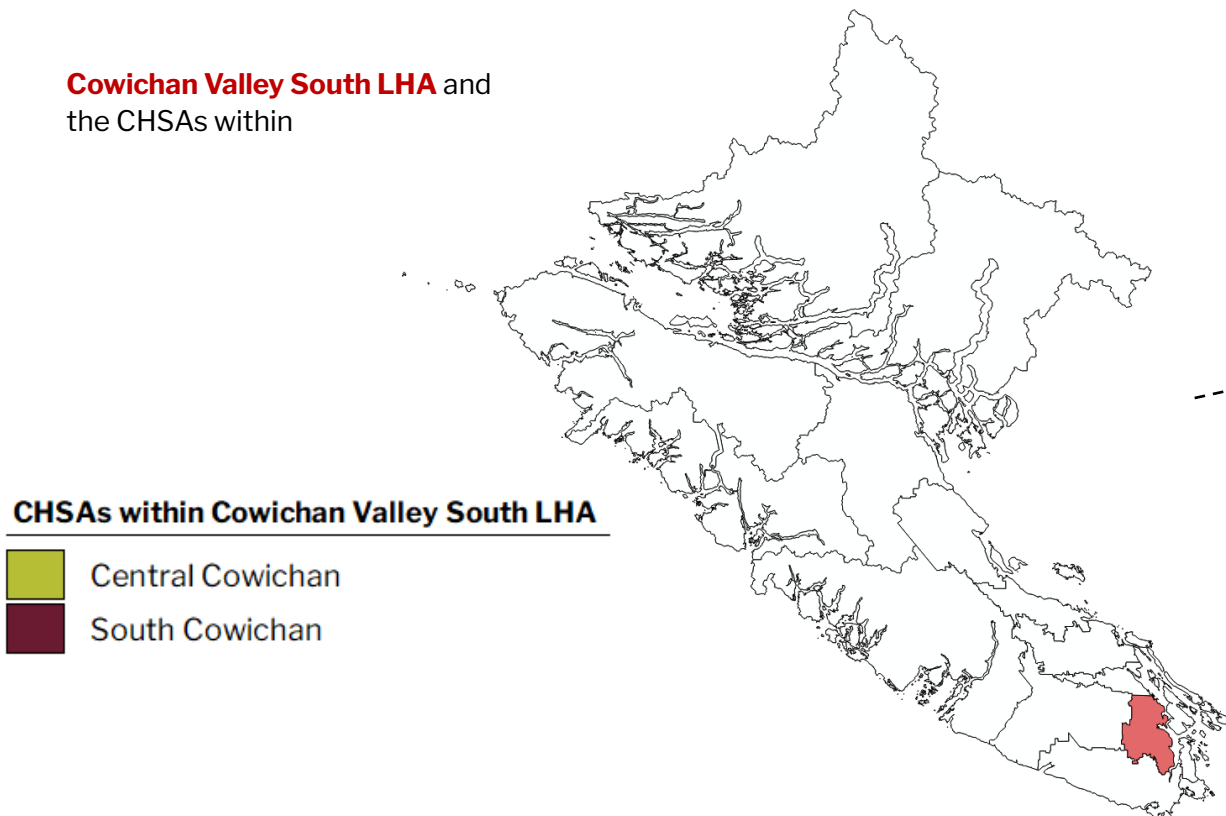 Cowichan Valley South LHA and
the CHSAs within
CHSAs within Cowichan Valley South LHA
Central Cowichan
South Cowichan